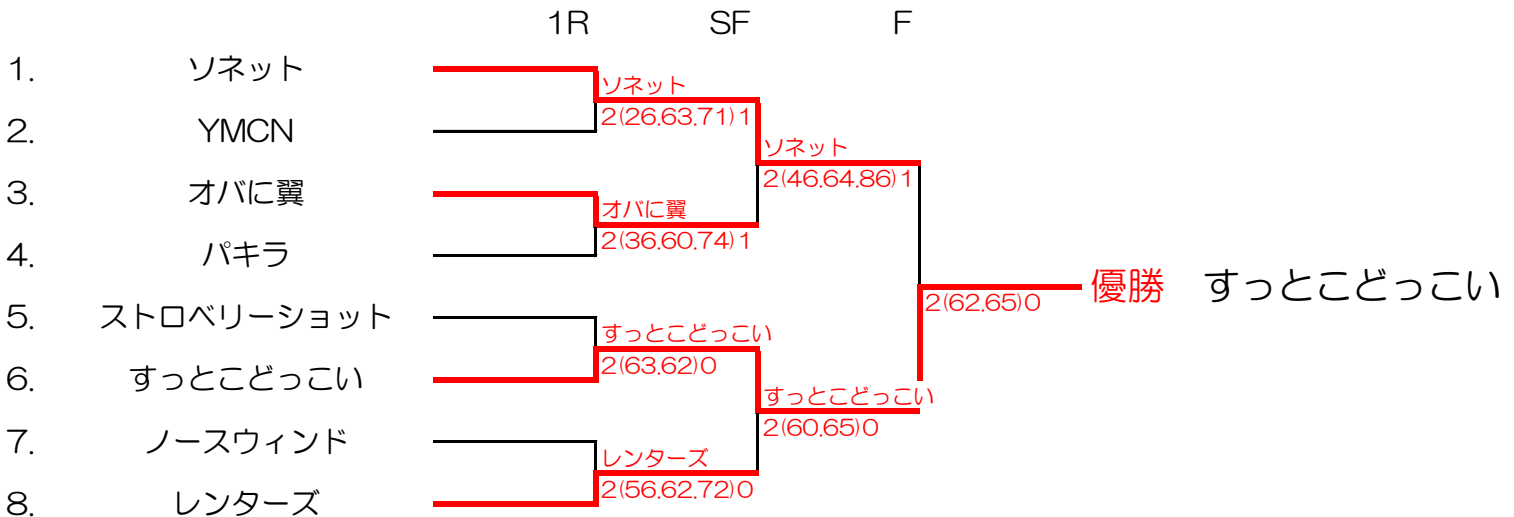 1R SF F
1. ソネット
ソネット
2(26.63.71)1
2. YMCN
ソネット
2(46.64.86)1
3. オバに翼
オバに翼
2(36.60.74)1
4. パキラ
優勝 すっとこどっこい
2(62.65)0
5. ストロベリーショット
すっとこどっこい
2(63.62)0
6. すっとこどっこい
すっとこどっこい
2(60.65)0
7. ノースウィンド
レンターズ
2(56.62.72)0
8. レンターズ